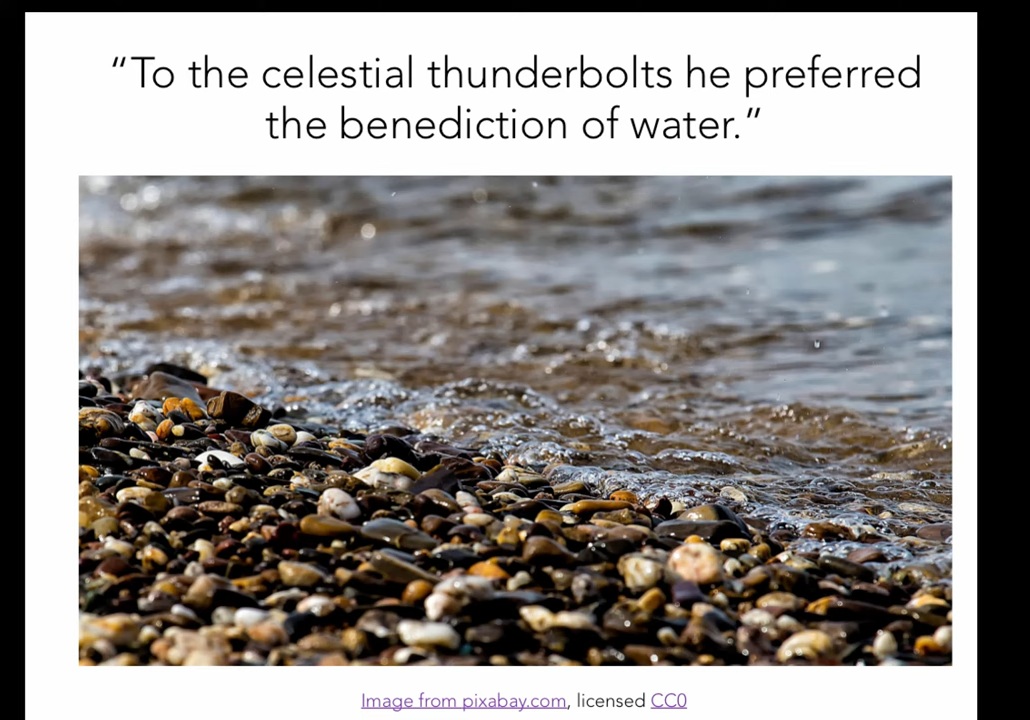 “To the celestial thunderbolts he preferred
the benediction of water.”
Image from pixabay.com, licensed CC0